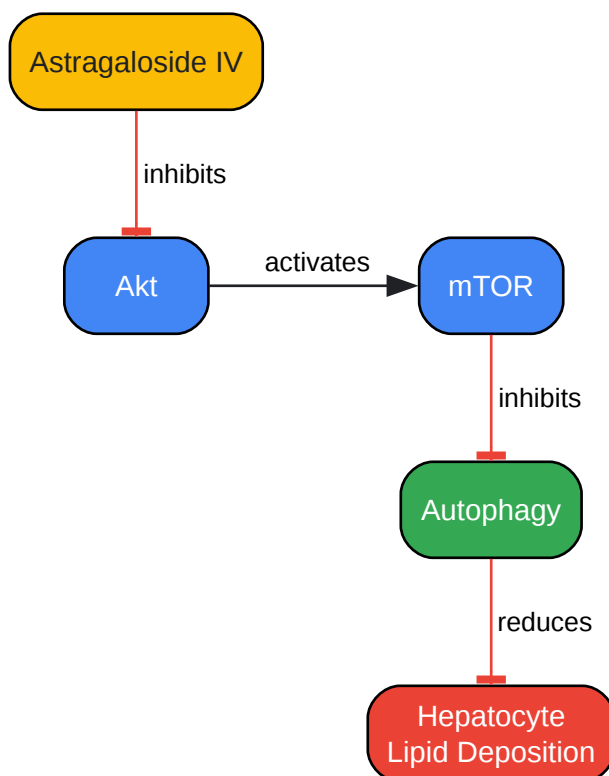 Astragaloside IV
inhibits
activates
Akt
mTOR
inhibits
Autophagy
reduces
Hepatocyte
Lipid Deposition